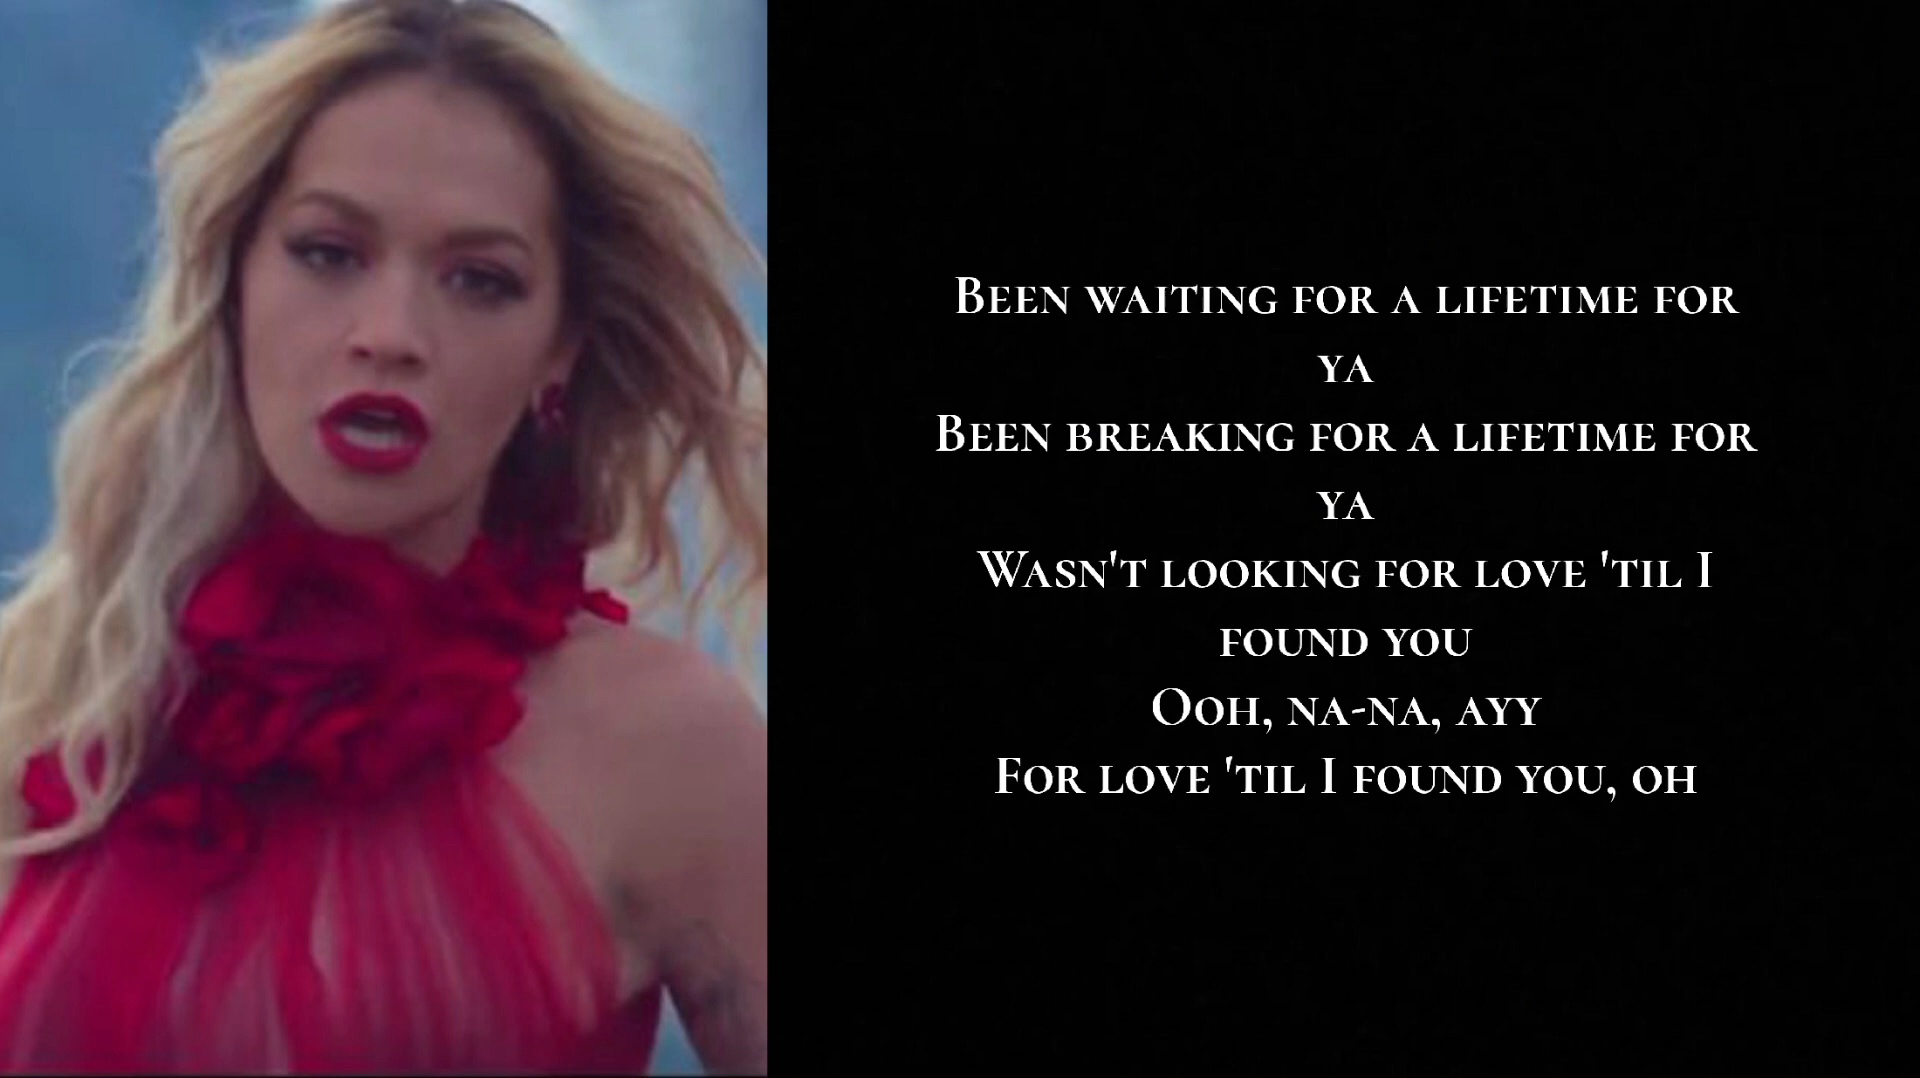 Been waiting for a lifetime for
ya
Been breaking for a lifetime for
ya
Wasn't looking for love 'til I
found you
Ooh, na-na, ayy
For love 'til I found you, oh